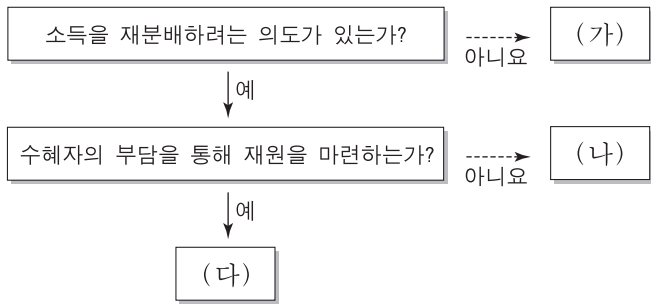 소득을 재분배하려는 의도가 있는가?
아니요
(가)
예
수혜자의 부담을 통해 재원을 마련하는가?
아니요
(나)
예
(다)